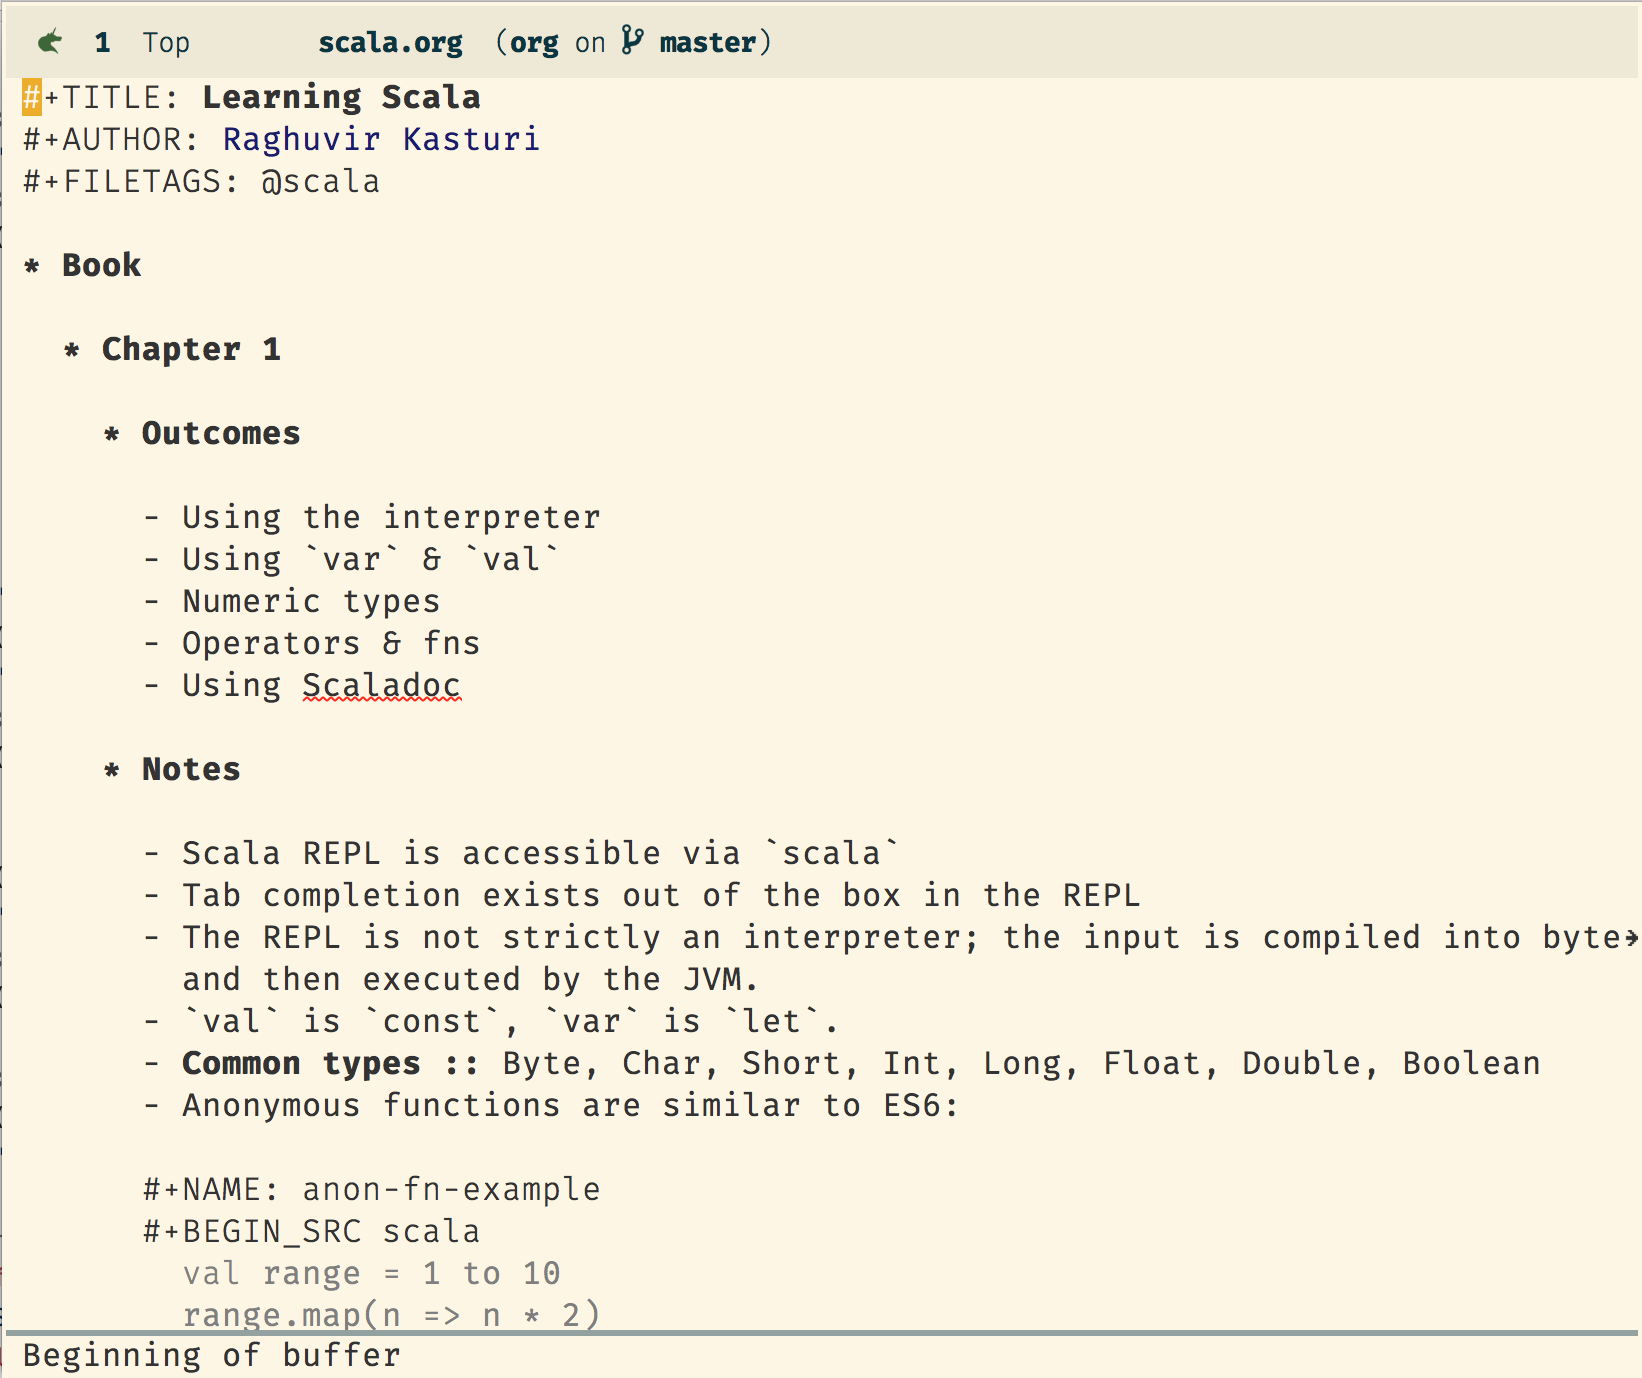 1 Top scala.org (org on master)
#+TITLE: Learning Scala
#+AUTHOR: Raghuvir Kasturi
#+FILETAGS: @scala
* Book
* Chapter 1
* Outcomes
- Using the interpreter
- Using `var` & `val`
- Numeric types
- Operators & fns
- Using Scaladoc
* Notes
- Scala REPL is accessible via `scala`
- Tab completion exists out of the box in the REPL
- The REPL is not strictly an interpreter; the input is compiled into byte→
and then executed by the JVM.
- `val` is `const`, `var` is `let`.
- Common types :: Byte, Char, Short, Int, Long, Float, Double, Boolean
- Anonymous functions are similar to ES6:
#+NAME: anon-fn-example
#+BEGIN_SRC scala
val range = 1 to 10
range.map(n => n * 2)
Beginning of buffer